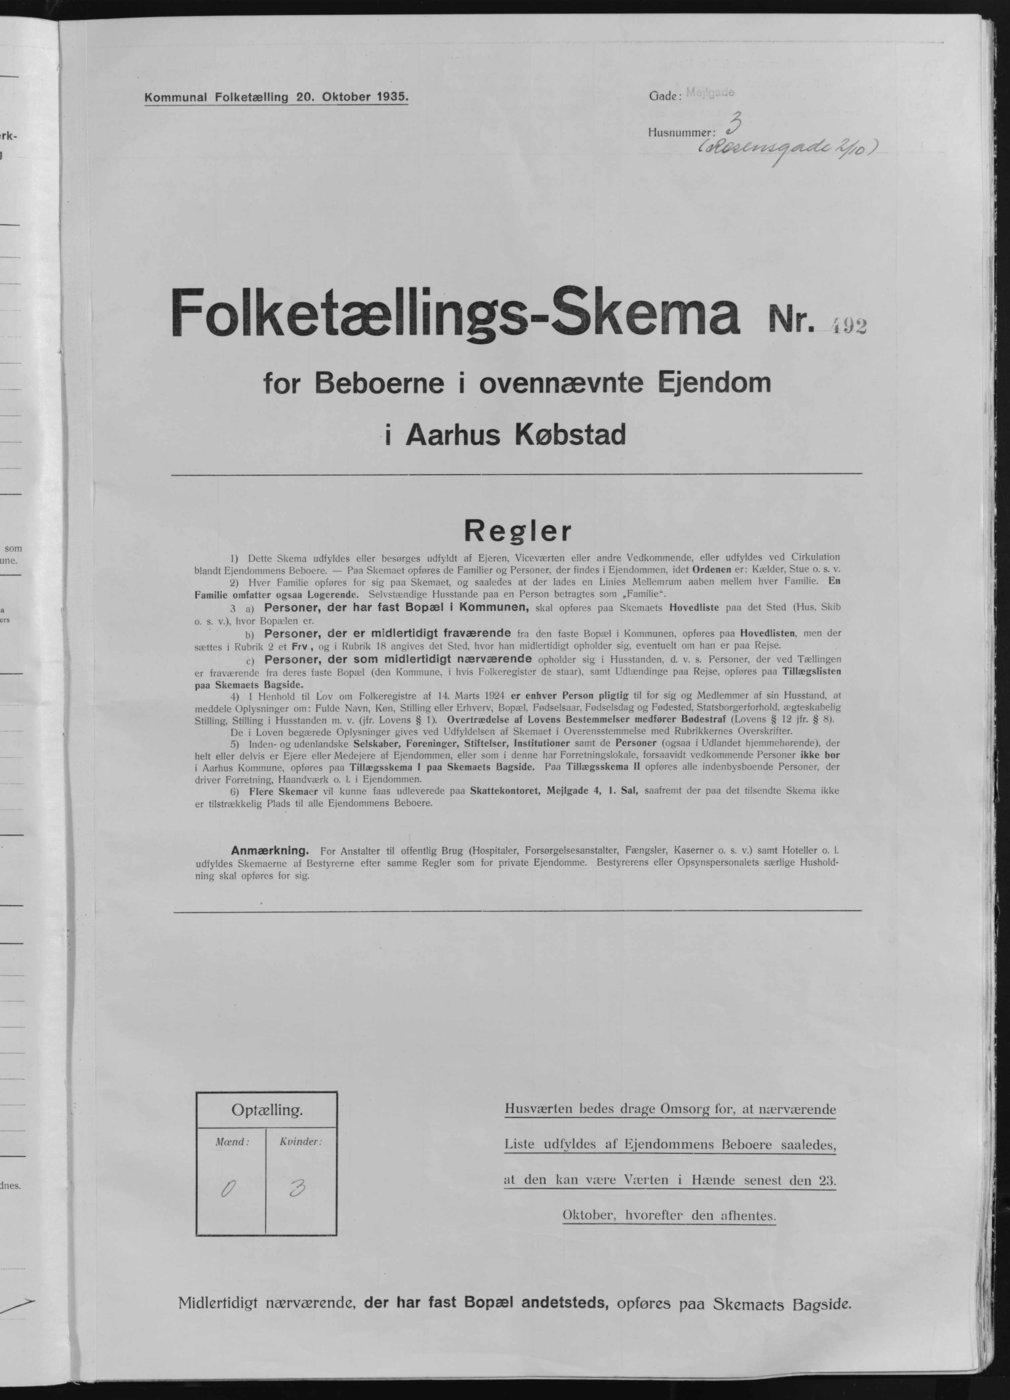 Kommunal Folketælling 20. Oktober 1935.
Gade: Mejlgade
Husnummer: 3
(Rosensgade 2/10)
Folketællings-Skema Nr. 492
for Beboerne i ovennævnte Ejendom
i Aarhus Købstad
Regler
1) Dette Skema udfyldes eller besørges udfyldt af Ejeren, Viceværten eller andre Vedkommende, eller udfyldes ved Cirkulation
blandt Ejendommens Beboere. — Paa Skemaet opføres de Familier og Personer, der findes i Ejendommen, idet Ordenen er: Kælder, Stue o. s. v.
2) Hver Familie opføres for sig paa Skemaet, og saaledes at der lades en Linies Mellemrum aaben mellem hver Familie. En
Familie omfatter ogsaa Logerende. Selvstændige Husstande paa en Person betragtes som „Familie“.
3 a) Personer, der har fast Bopæl i Kommunen, skal opføres paa Skemaets Hovedliste paa det Sted (Hus, Skib
o. s. v.), hvor Bopælen er.
b) Personer, der er midlertidigt fraværende fra den faste Bopæl i Kommunen, opføres paa Hovedlisten, men der
sættes i Rubrik 2 et Frv, og i Rubrik 18 angives det Sted, hvor han midlertidigt opholder sig, eventuelt om han er paa Rejse.
c) Personer, der som midlertidigt nærværende opholder sig i Husstanden, d. v. s. Personer, der ved Tællingen
er fraværende fra deres faste Bopæl (den Kommune, i hvis Folkeregister de staar), samt Udlændinge paa Rejse, opføres paa Tillægslisten
paa Skemaets Bagside.
4) I Henhold til Lov om Folkeregistre af 14. Marts 1924 er enhver Person pligtig til for sig og Medlemmer af sin Husstand, at
meddele Oplysninger om: Fulde Navn, Køn, Stilling eller Erhverv, Bopæl, Fødselsaar, Fødselsdag og Fødested, Statsborgerforhold, ægteskabelig
Stilling, Stilling i Husstanden m. v. (jfr. Lovens § 1). Overtrædelse af Lovens Bestemmelser medfører Bødestraf (Lovens § 12 jfr. § 8).
De i Loven begærede Oplysninger gives ved Udfyldelsen af Skemaet i Overensstemmelse med Rubrikkernes Overskrifter.
5) Inden- og udenlandske Selskaber, Foreninger, Stiftelser, Institutioner samt de Personer (ogsaa i Udlandet hjemmehørende), der
helt eller delvis er Ejere eller Medejere af Ejendommen, eller som i denne har Forretningslokale, forsaavidt vedkommende Personer ikke bor
i Aarhus Kommune, opføres paa Tillægsskema I paa Skemaets Bagside. Paa Tillægsskema II opføres alle indenbysboende Personer, der
driver Forretning, Haandværk o. l. i Ejendommen.
6) Flere Skemaer vil kunne faas udleverede paa Skattekontoret, Mejlgade 4, 1. Sal, saafremt der paa det tilsendte Skema ikke
er tilstrækkelig Plads til alle Ejendommens Beboere.
Anmærkning. For Anstalter til offentlig Brug (Hospitaler, Forsørgelsesanstalter, Fængsler, Kaserner o. s. v.) samt Hoteller o. l.
udfyldes Skemaerne af Bestyrerne efter samme Regler som for private Ejendomme. Bestyrerens eller Opsynspersonalets særlige Hushold-
ning skal opføres for sig.
Optælling.
Mænd: Kvinder:
0 3
Husværten bedes drage Omsorg for, at nærværende
Liste udfyldes af Ejendommens Beboere saaledes,
at den kan være Værten i Hænde senest den 23.
Oktober, hvorefter den afhentes.
Midlertidigt nærværende, der har fast Bopæl andetsteds, opføres paa Skemaets Bagside.